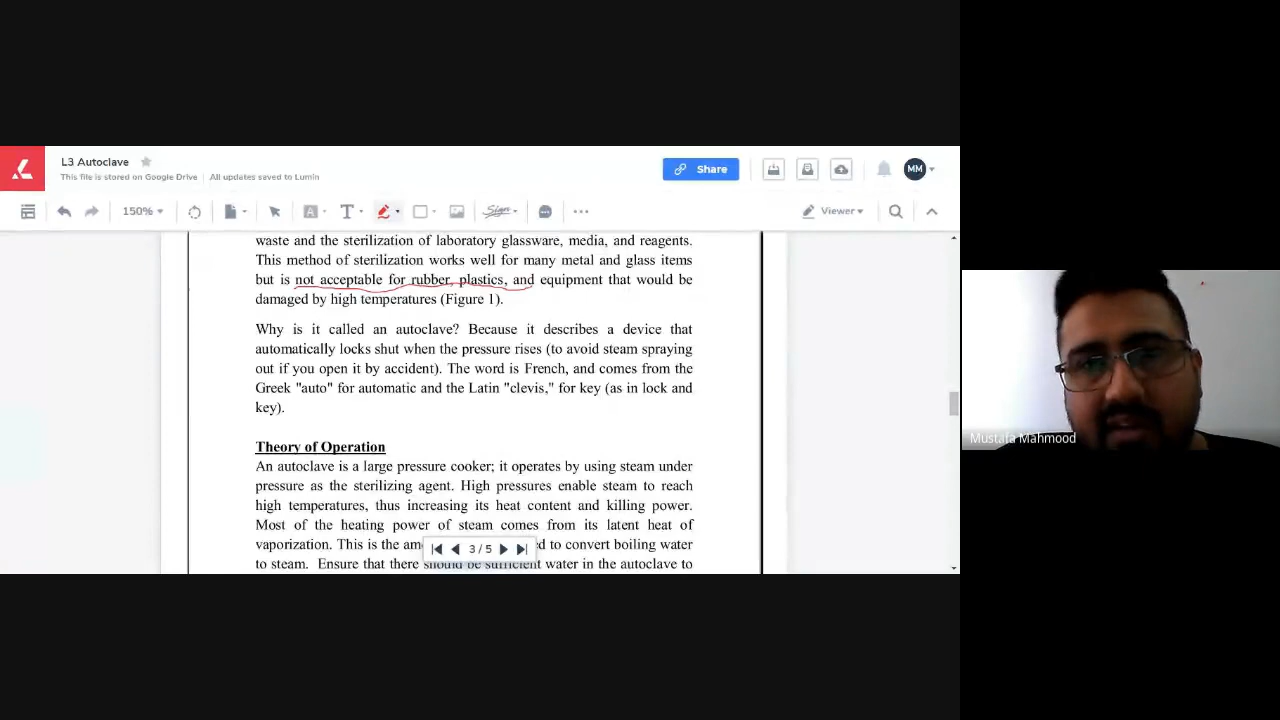 L3 Autoclave
This file is stored on Google Drive | All updates saved to Lumin
Share
MM
150%
Sign
Viewer
waste and the sterilization of laboratory glassware, media, and reagents.
This method of sterilization works well for many metal and glass items
but is not acceptable for rubber, plastics, and equipment that would be
damaged by high temperatures (Figure 1).
Why is it called an autoclave? Because it describes a device that
automatically locks shut when the pressure rises (to avoid steam spraying
out if you open it by accident). The word is French, and comes from the
Greek "auto" for automatic and the Latin "clevis," for key (as in lock and
key).
Theory of Operation
An autoclave is a large pressure cooker; it operates by using steam under
pressure as the sterilizing agent. High pressures enable steam to reach
high temperatures, thus increasing its heat content and killing power.
Most of the heating power of steam comes from its latent heat of
vaporization. This is the to convert boiling water
to steam. Ensure that there should be sufficient water in the autoclave to
3 / 5
Mustafa Mahmood